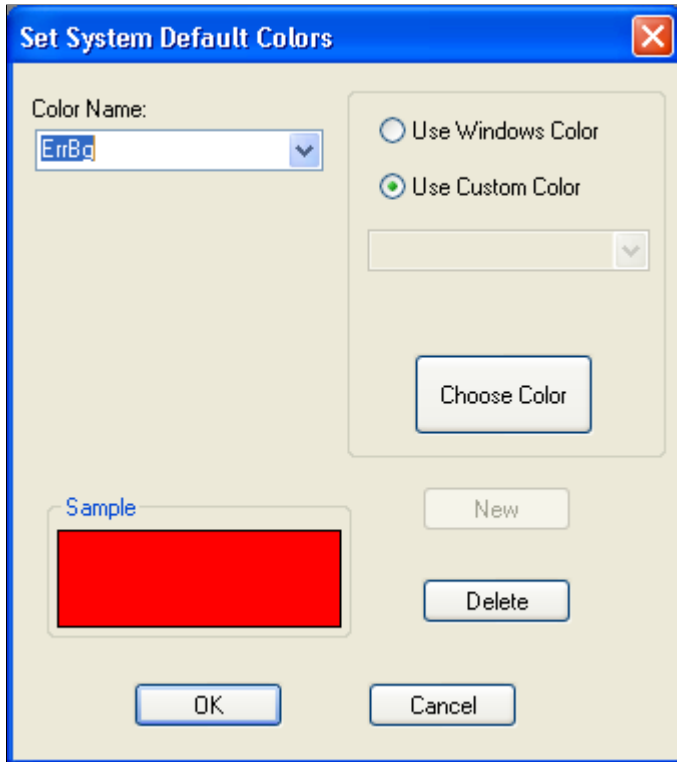 Set System Default Colors
Color Name:
ErrBg
Use Windows Color
Use Custom Color
Choose Color
Sample
New
Delete
OK
Cancel